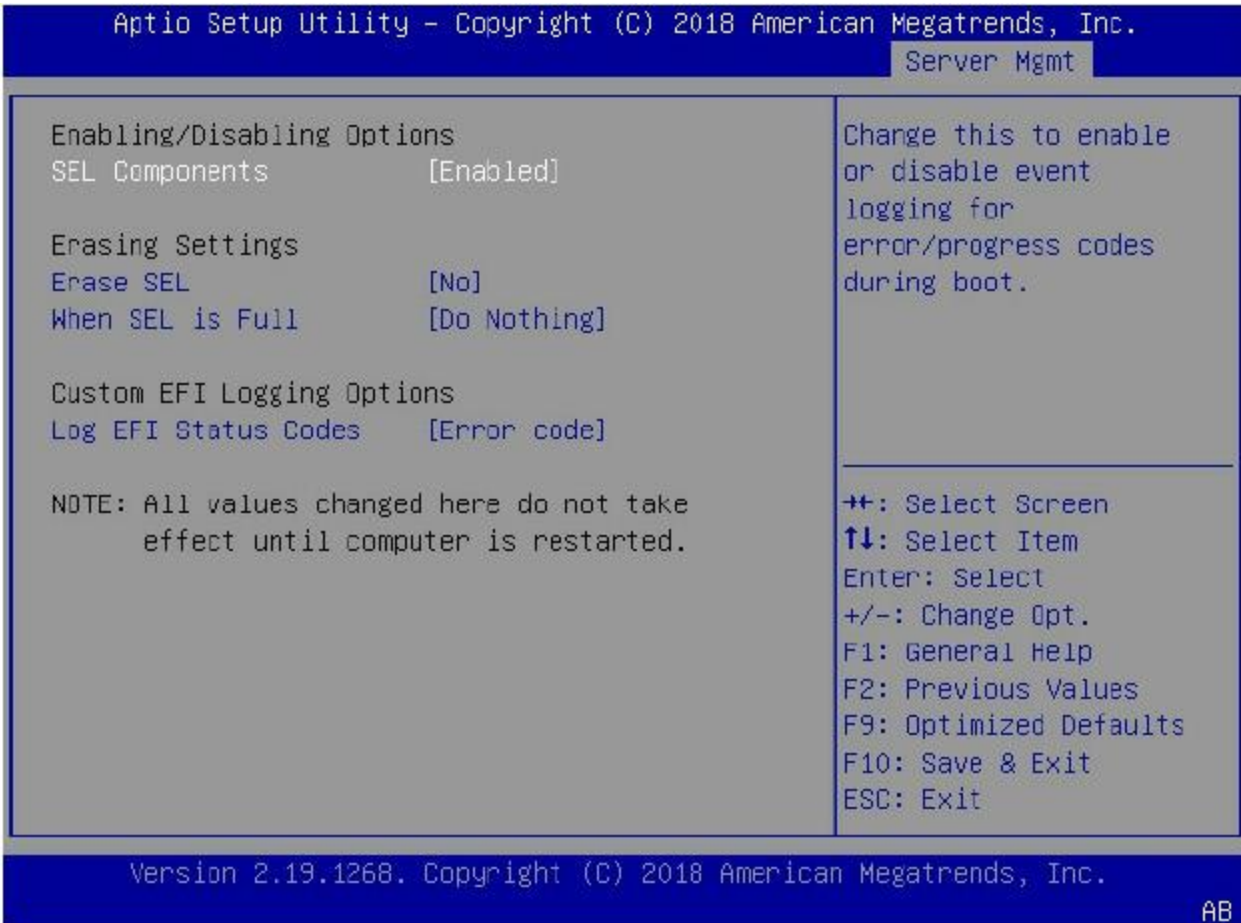 Aptio Setup Utility – Copyright (C) 2018 American Megatrends, Inc.
Server Mgmt
Enabling/Disabling Options
SEL Components [Enabled]
Erasing Settings
Erase SEL [No]
When SEL is Full [Do Nothing]
Custom EFI Logging Options
Log EFI Status Codes [Error code]
NOTE: All values changed here do not take
effect until computer is restarted.
Change this to enable
or disable event
logging for
error/progress codes
during boot.
→←: Select Screen
↑↓: Select Item
Enter: Select
+/-: Change Opt.
F1: General Help
F2: Previous Values
F9: Optimized Defaults
F10: Save & Exit
ESC: Exit
Version 2.19.1268. Copyright (C) 2018 American Megatrends, Inc.
AB